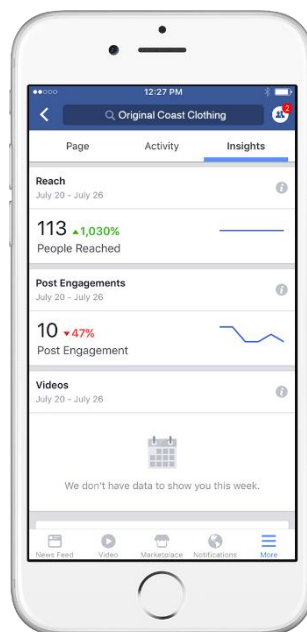 12:27 PM
Original Coast Clothing
2
Page Activity Insights
Reach
July 20 - July 26
113 ▲1,030%
People Reached
Post Engagements
July 20 - July 26
10 ▼47%
Post Engagement
Videos
July 20 - July 26
We don't have data to show you this week.
News Feed Video Marketplace Notifications More